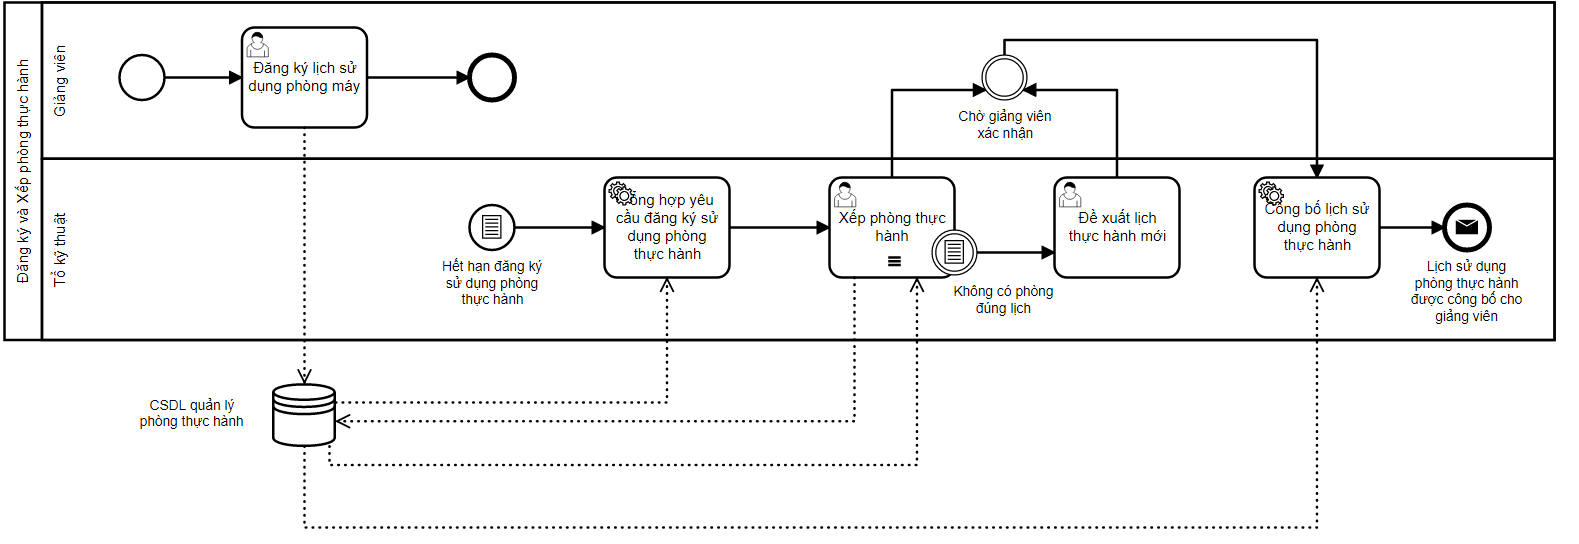 Đăng ký và Xếp phòng thực hành
Giảng viên
Đăng ký lịch sử
dụng phòng máy
Chờ giảng viên
xác nhận
Tổ kỹ thuật
Hết hạn đăng ký
sử dụng phòng
thực hành
Tổng hợp yêu
cầu đăng ký sử
dụng phòng
thực hành
Xếp phòng thực
hành
Không có phòng
đúng lịch
Đề xuất lịch
thực hành mới
Công bố lịch sử
dụng phòng
thực hành
Lịch sử dụng
phòng thực hành
được công bố cho
giảng viên
CSDL quản lý
phòng thực hành